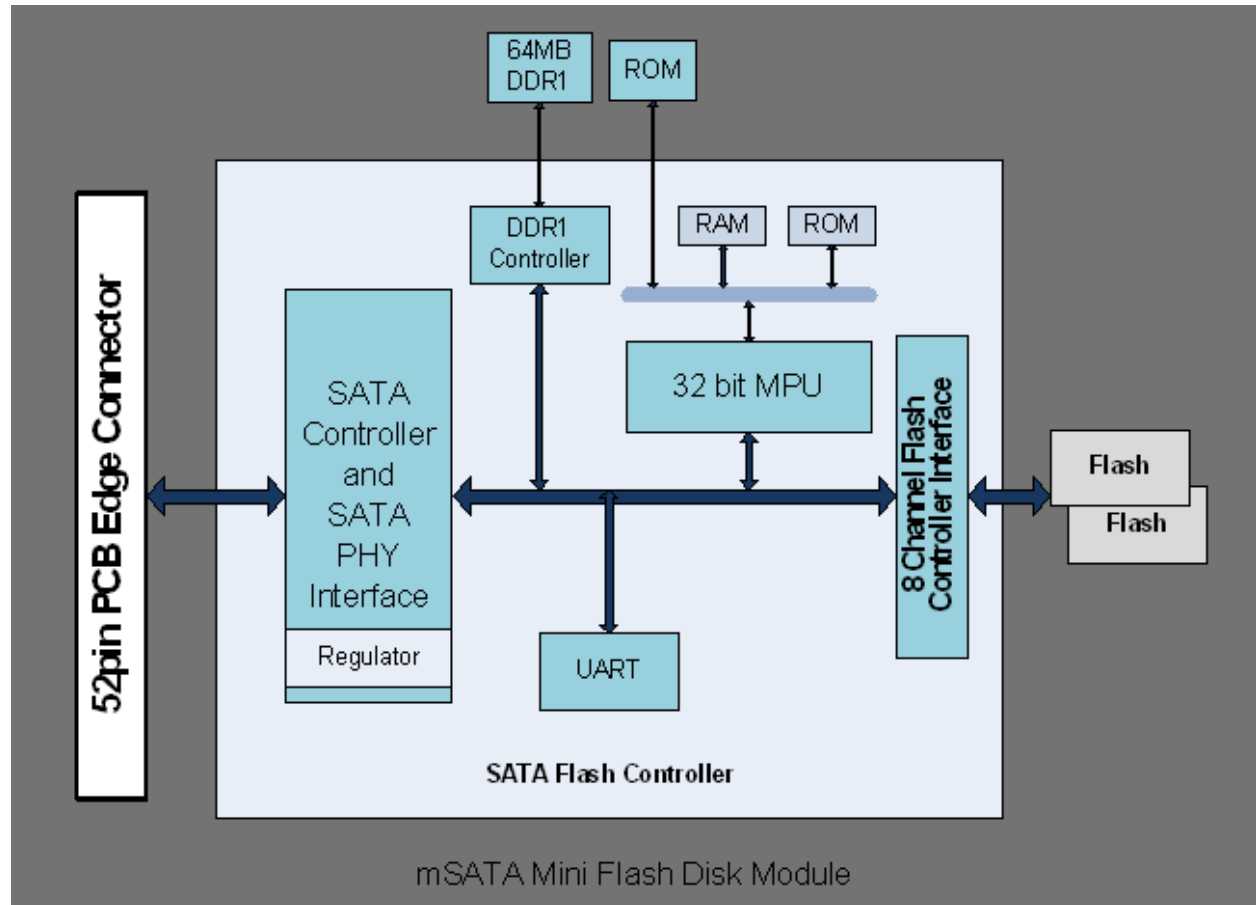 64MB
DDR1
ROM
DDR1
Controller
RAM
ROM
32 bit MPU
SATA
Controller
and
SATA
PHY
Interface
Regulator
UART
52pin PCB Edge Connector
8 Channel Flash
Controller Interface
Flash
Flash
SATA Flash Controller
mSATA Mini Flash Disk Module